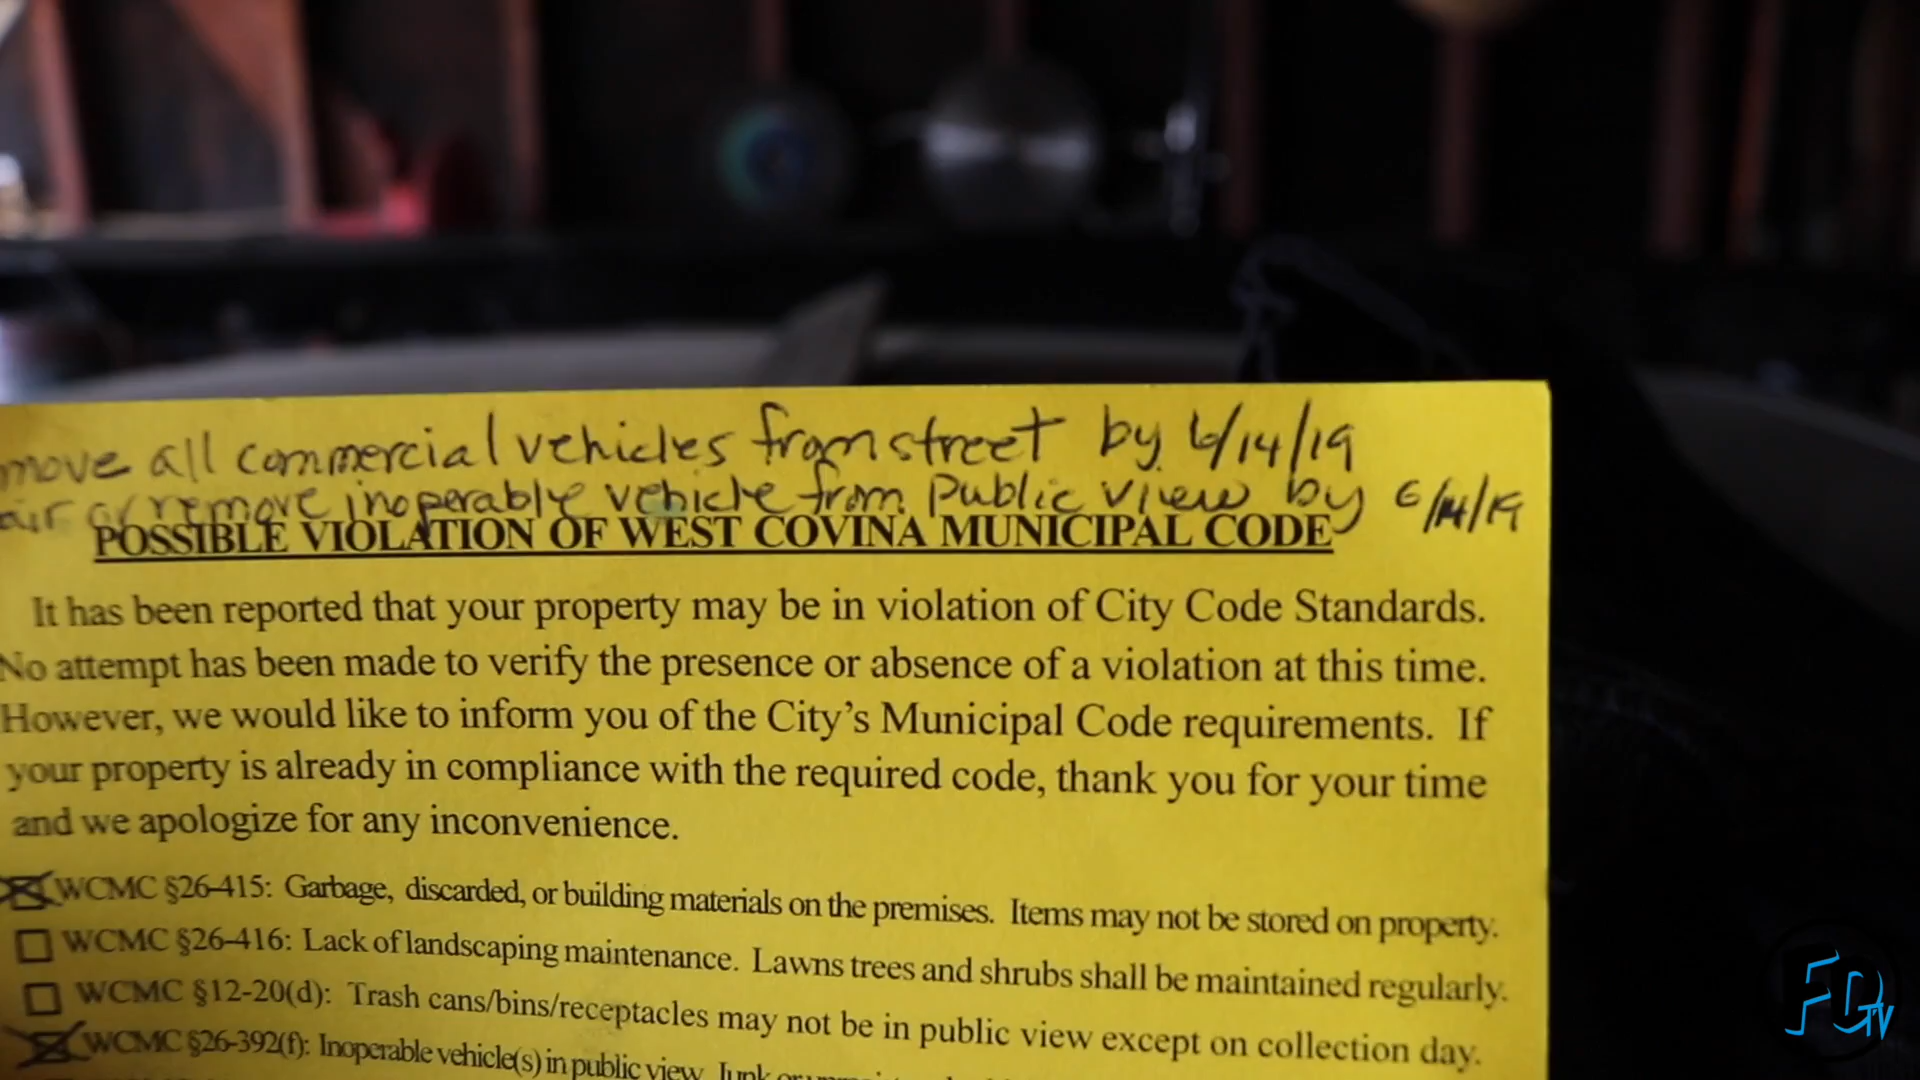 move all commercial vehicles from street by 6/14/19
air or remove inoperable vehicle from public view by 6/14/19
POSSIBLE VIOLATION OF WEST COVINA MUNICIPAL CODE
It has been reported that your property may be in violation of City Code Standards.
No attempt has been made to verify the presence or absence of a violation at this time.
However, we would like to inform you of the City's Municipal Code requirements. If
your property is already in compliance with the required code, thank you for your time
and we apologize for any inconvenience.
WCMC §26-415: Garbage, discarded, or building materials on the premises. Items may not be stored on property.
WCMC §26-416: Lack of landscaping maintenance. Lawns trees and shrubs shall be maintained regularly.
WCMC §12-20(d): Trash cans/bins/receptacles may not be in public view except on collection day.
WCMC §26-392(f): Inoperable vehicle(s) in public view. Junk or
FDTV